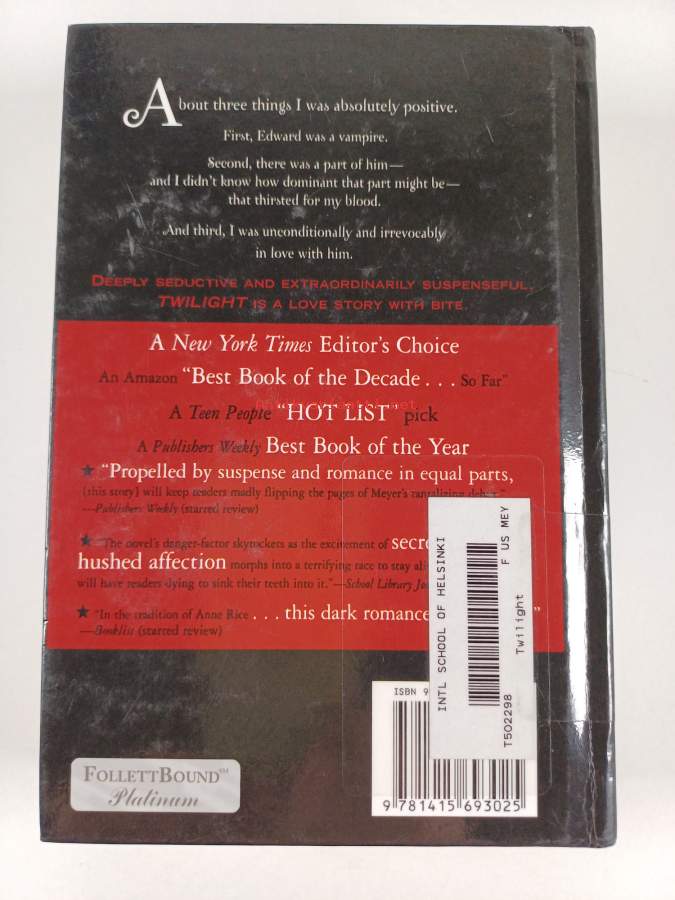 About three things I was absolutely positive.
First, Edward was a vampire.
Second, there was a part of him—
and I didn't know how dominant that part might be—
that thirsted for my blood.
And third, I was unconditionally and irrevocably
in love with him.
DEEPLY SEDUCTIVE AND EXTRAORDINARILY SUSPENSEFUL,
TWILIGHT IS A LOVE STORY WITH BITE.
A New York Times Editor's Choice
An Amazon "Best Book of the Decade . . . So Far"
A Teen People "HOT LIST" pick
A Publishers Weekly Best Book of the Year
★ "Propelled by suspense and romance in equal parts,
[this story] will keep readers madly flipping the pages of Meyer's tantalizing debut."
—Publishers Weekly (starred review)
★ "The novel's danger-factor skyrockets as the excitement of
hushed affection morphs into a terrifying race to stay
will have readers dying to sink their teeth into it."—School Library
★ "In the tradition of Anne Rice . . . this dark romance
—Booklist (starred review)
INTL SCHOOL OF HELSINKI
T502298 Twilight F US MEY
ISBN 9
9 781415 693025
FOLLETTBOUND℠
Platinum